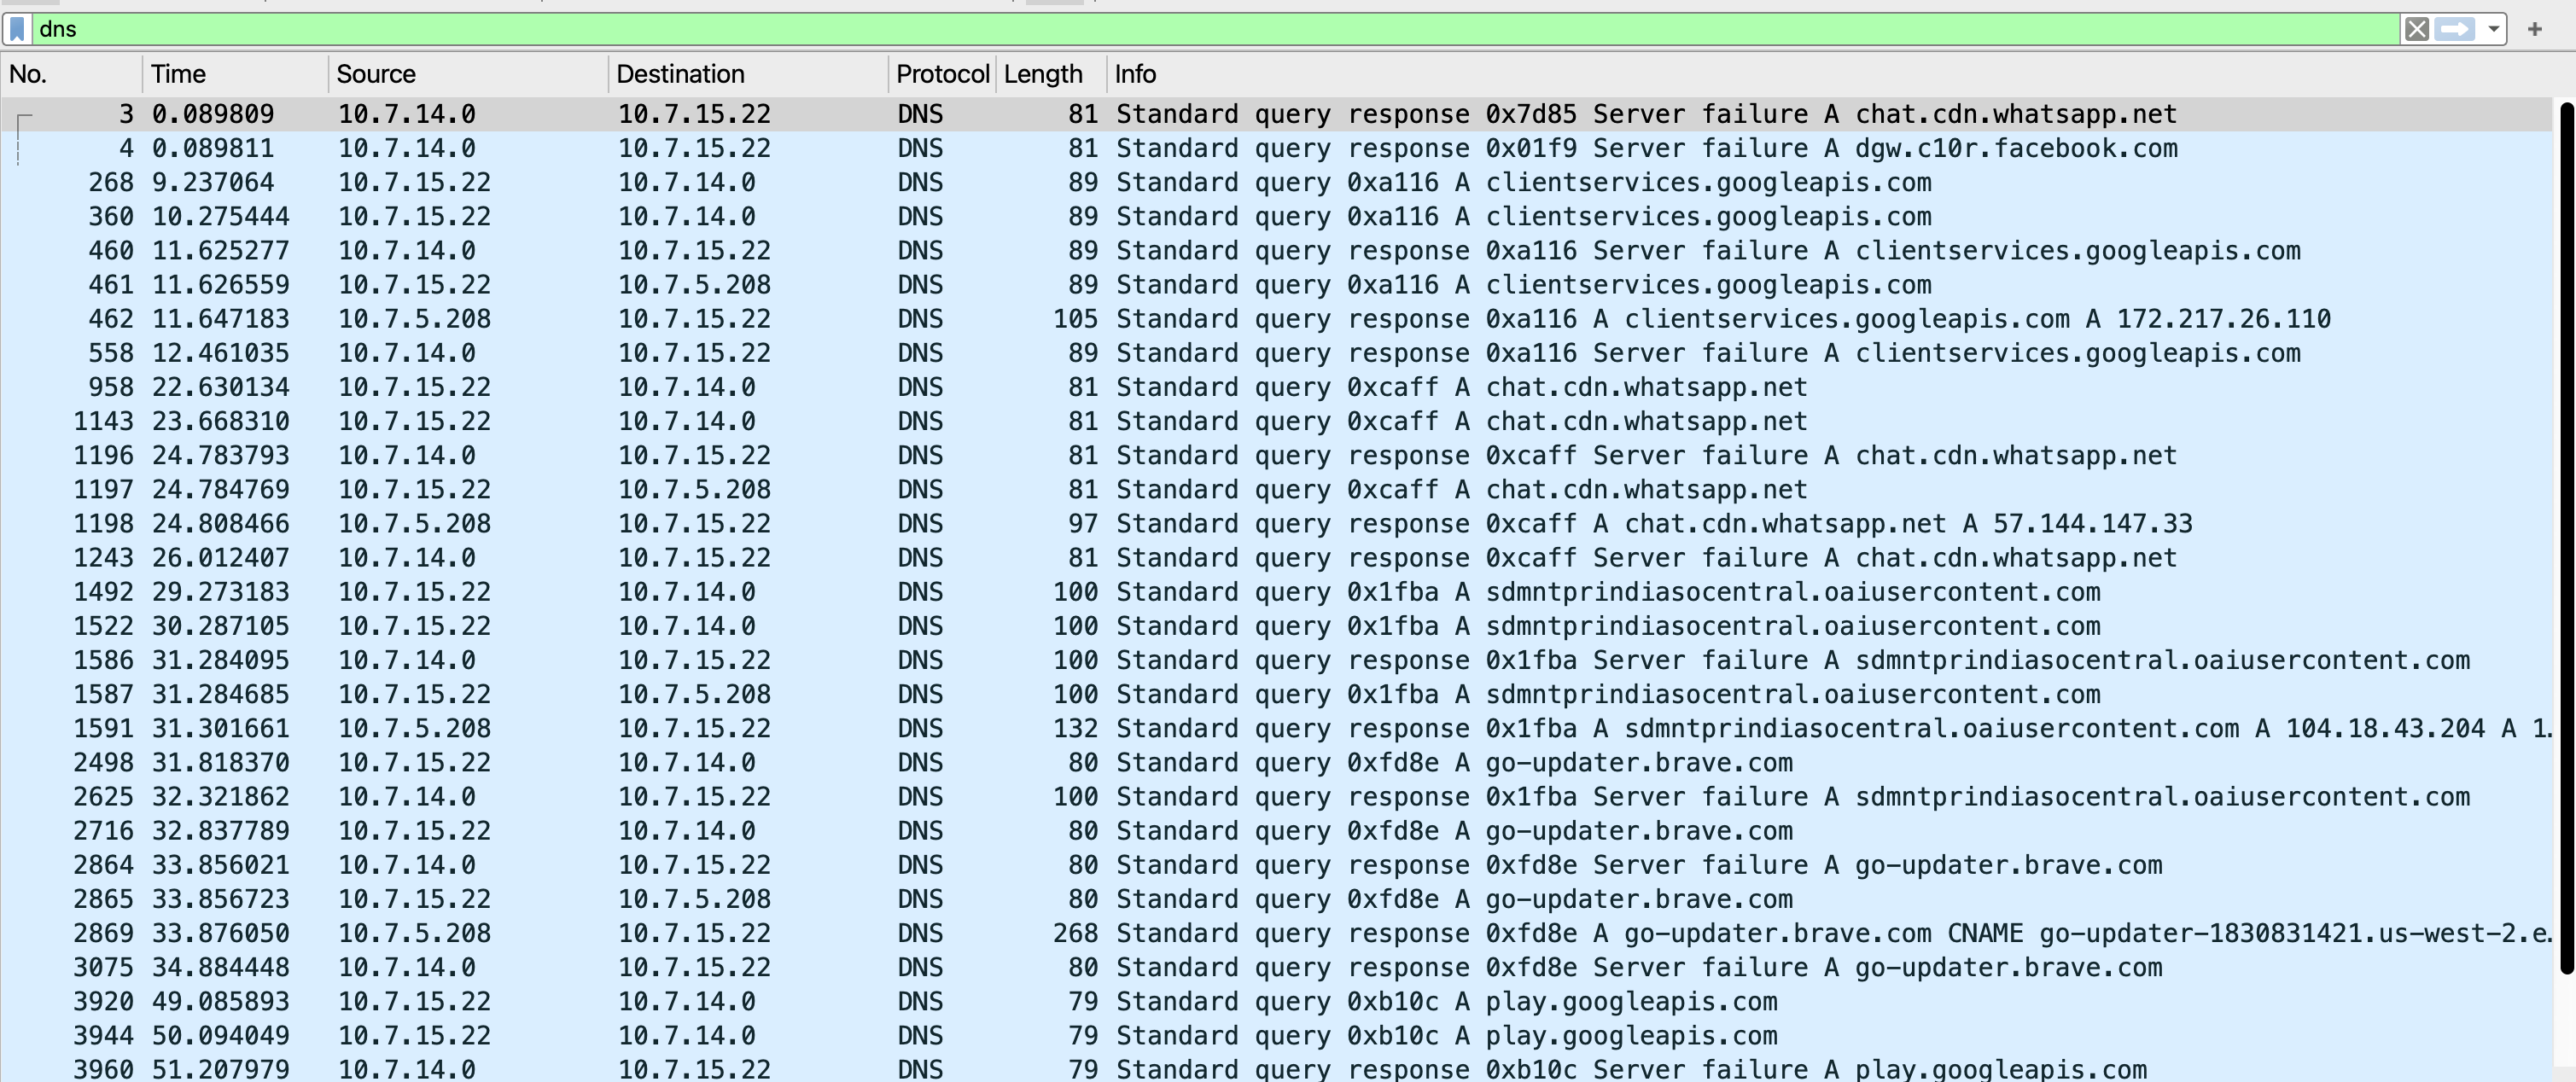 dns
No. Time Source Destination Protocol Length Info
3 0.089809 10.7.14.0 10.7.15.22 DNS 81 Standard query response 0x7d85 Server failure A chat.cdn.whatsapp.net
4 0.089811 10.7.14.0 10.7.15.22 DNS 81 Standard query response 0x01f9 Server failure A dgw.c10r.facebook.com
268 9.237064 10.7.15.22 10.7.14.0 DNS 89 Standard query 0xa116 A clientservices.googleapis.com
360 10.275444 10.7.15.22 10.7.14.0 DNS 89 Standard query 0xa116 A clientservices.googleapis.com
460 11.625277 10.7.14.0 10.7.15.22 DNS 89 Standard query response 0xa116 Server failure A clientservices.googleapis.com
461 11.626559 10.7.15.22 10.7.5.208 DNS 89 Standard query 0xa116 A clientservices.googleapis.com
462 11.647183 10.7.5.208 10.7.15.22 DNS 105 Standard query response 0xa116 A clientservices.googleapis.com A 172.217.26.110
558 12.461035 10.7.14.0 10.7.15.22 DNS 89 Standard query response 0xa116 Server failure A clientservices.googleapis.com
958 22.630134 10.7.15.22 10.7.14.0 DNS 81 Standard query 0xcaff A chat.cdn.whatsapp.net
1143 23.668310 10.7.15.22 10.7.14.0 DNS 81 Standard query 0xcaff A chat.cdn.whatsapp.net
1196 24.783793 10.7.14.0 10.7.15.22 DNS 81 Standard query response 0xcaff Server failure A chat.cdn.whatsapp.net
1197 24.784769 10.7.15.22 10.7.5.208 DNS 81 Standard query 0xcaff A chat.cdn.whatsapp.net
1198 24.808466 10.7.5.208 10.7.15.22 DNS 97 Standard query response 0xcaff A chat.cdn.whatsapp.net A 57.144.147.33
1243 26.012407 10.7.14.0 10.7.15.22 DNS 81 Standard query response 0xcaff Server failure A chat.cdn.whatsapp.net
1492 29.273183 10.7.15.22 10.7.14.0 DNS 100 Standard query 0x1fba A sdmntprindiasocentral.oaiusercontent.com
1522 30.287105 10.7.15.22 10.7.14.0 DNS 100 Standard query 0x1fba A sdmntprindiasocentral.oaiusercontent.com
1586 31.284095 10.7.14.0 10.7.15.22 DNS 100 Standard query response 0x1fba Server failure A sdmntprindiasocentral.oaiusercontent.com
1587 31.284685 10.7.15.22 10.7.5.208 DNS 100 Standard query 0x1fba A sdmntprindiasocentral.oaiusercontent.com
1591 31.301661 10.7.5.208 10.7.15.22 DNS 132 Standard query response 0x1fba A sdmntprindiasocentral.oaiusercontent.com A 104.18.43.204 A 1…
2498 31.818370 10.7.15.22 10.7.14.0 DNS 80 Standard query 0xfd8e A go-updater.brave.com
2625 32.321862 10.7.14.0 10.7.15.22 DNS 100 Standard query response 0x1fba Server failure A sdmntprindiasocentral.oaiusercontent.com
2716 32.837789 10.7.15.22 10.7.14.0 DNS 80 Standard query 0xfd8e A go-updater.brave.com
2864 33.856021 10.7.14.0 10.7.15.22 DNS 80 Standard query response 0xfd8e Server failure A go-updater.brave.com
2865 33.856723 10.7.15.22 10.7.5.208 DNS 80 Standard query 0xfd8e A go-updater.brave.com
2869 33.876050 10.7.5.208 10.7.15.22 DNS 268 Standard query response 0xfd8e A go-updater.brave.com CNAME go-updater-1830831421.us-west-2.e…
3075 34.884448 10.7.14.0 10.7.15.22 DNS 80 Standard query response 0xfd8e Server failure A go-updater.brave.com
3920 49.085893 10.7.15.22 10.7.14.0 DNS 79 Standard query 0xb10c A play.googleapis.com
3944 50.094049 10.7.15.22 10.7.14.0 DNS 79 Standard query 0xb10c A play.googleapis.com
3960 51.207979 10.7.14.0 10.7.15.22 DNS 79 Standard query response 0xb10c Server failure A play.googleapis.com